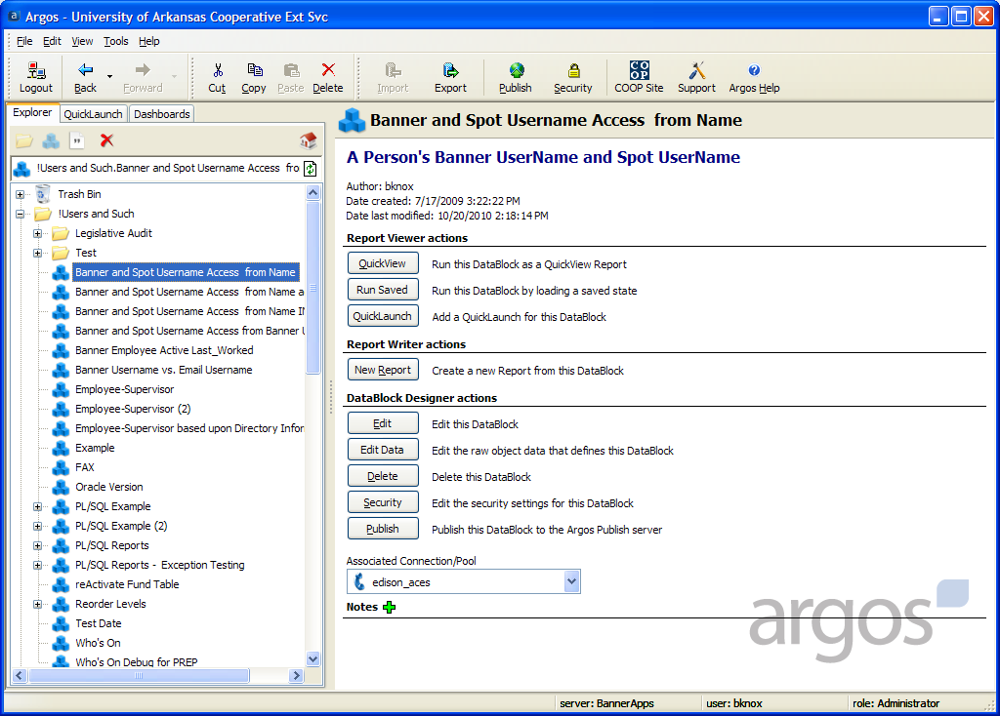 Argos - University of Arkansas Cooperative Ext Svc
File Edit View Tools Help
Logout Back Forward Cut Copy Paste Delete Import Export Publish Security COOP Site Support Argos Help
CO
OP
Explorer QuickLaunch Dashboards
!Users and Such.Banner and Spot Username Access fro
Trash Bin
!Users and Such
Legislative Audit
Test
Banner and Spot Username Access from Name
Banner and Spot Username Access from Name a
Banner and Spot Username Access from Name IN
Banner and Spot Username Access from Banner U
Banner Employee Active Last_Worked
Banner Username vs. Email Username
Employee-Supervisor
Employee-Supervisor (2)
Employee-Supervisor based upon Directory Infor
Example
FAX
Oracle Version
PL/SQL Example
PL/SQL Example (2)
PL/SQL Reports
PL/SQL Reports - Exception Testing
reActivate Fund Table
Reorder Levels
Test Date
Who's On
Who's On Debug for PREP
Banner and Spot Username Access from Name
A Person's Banner UserName and Spot UserName
Author: bknox
Date created: 7/17/2009 3:22:22 PM
Date last modified: 10/20/2010 2:18:14 PM
Report Viewer actions
QuickView Run this DataBlock as a QuickView Report
Run Saved Run this DataBlock by loading a saved state
QuickLaunch Add a QuickLaunch for this DataBlock
Report Writer actions
New Report Create a new Report from this DataBlock
DataBlock Designer actions
Edit Edit this DataBlock
Edit Data Edit the raw object data that defines this DataBlock
Delete Delete this DataBlock
Security Edit the security settings for this DataBlock
Publish Publish this DataBlock to the Argos Publish server
Associated Connection/Pool
edison_aces
Notes
argos
server: BannerApps user: bknox role: Administrator